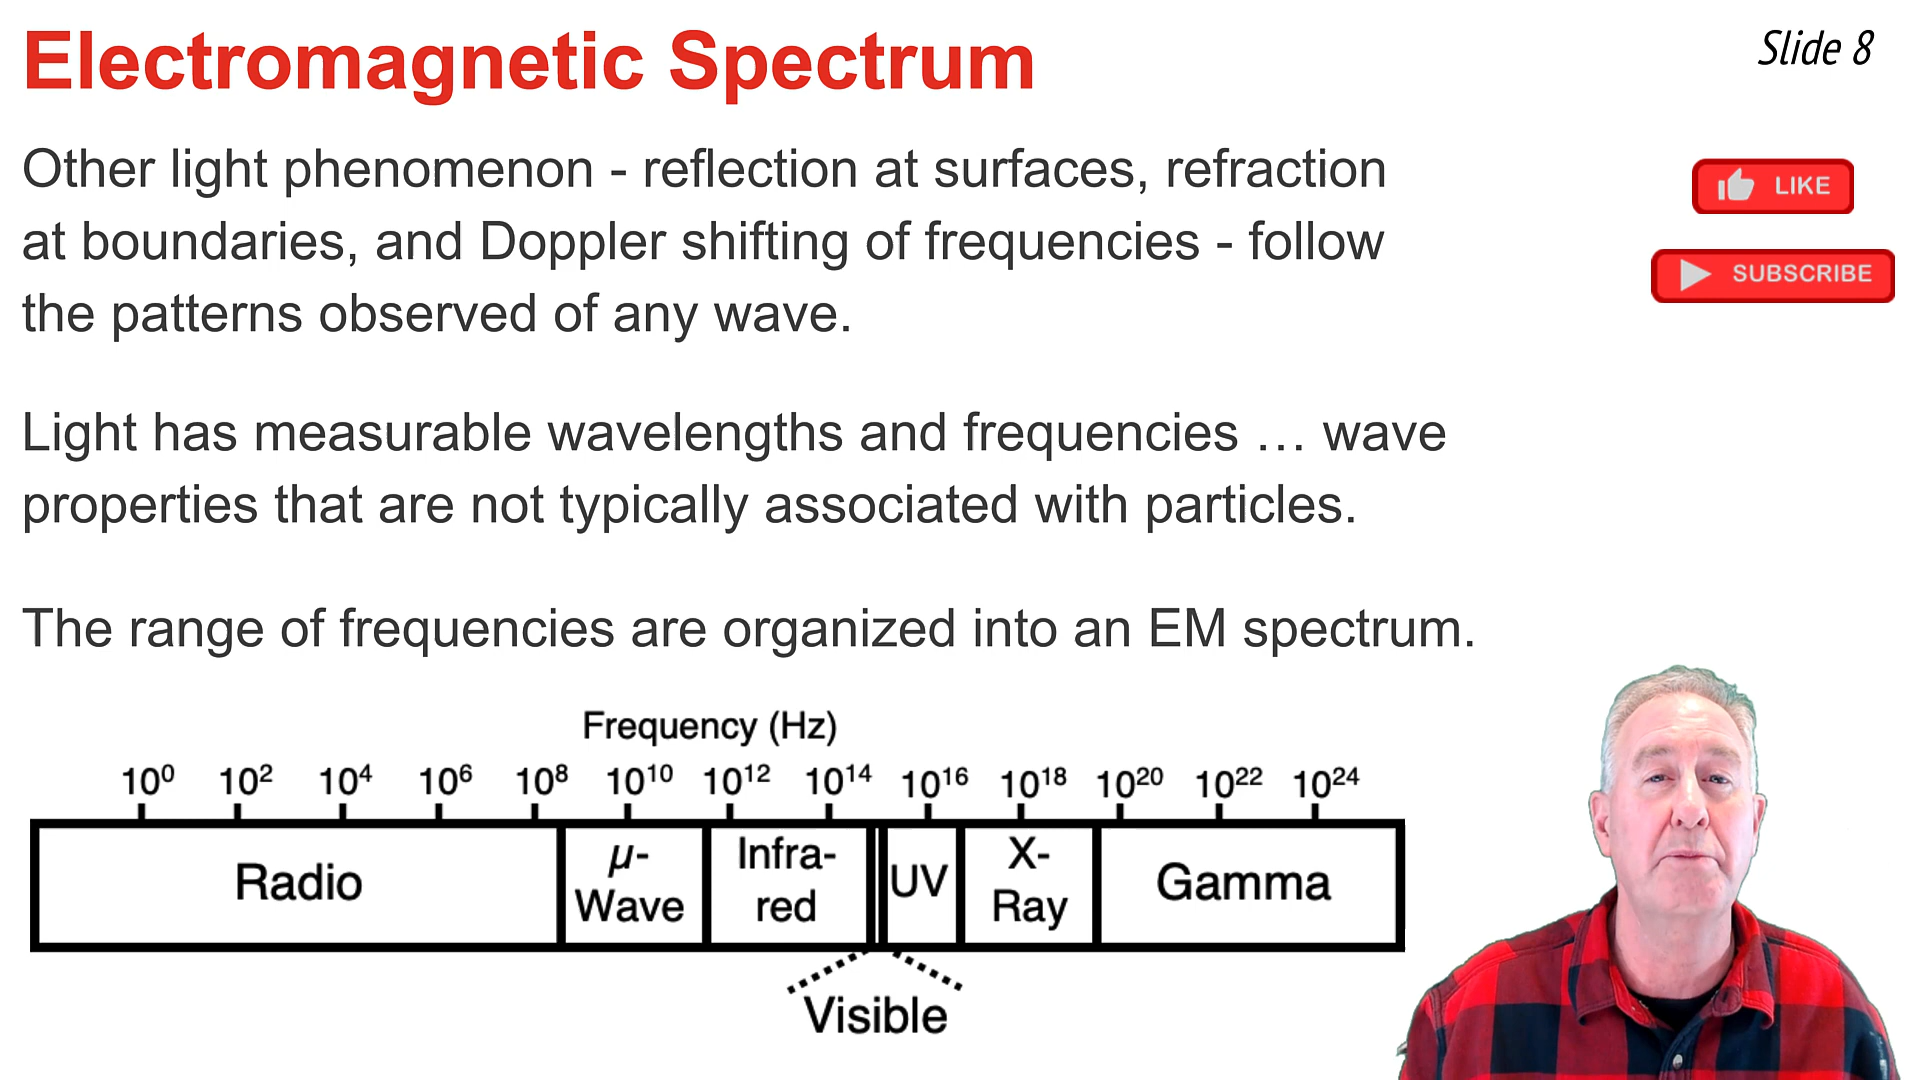 Electromagnetic Spectrum
Slide 8
Other light phenomenon - reflection at surfaces, refraction
at boundaries, and Doppler shifting of frequencies - follow
the patterns observed of any wave.
LIKE
SUBSCRIBE
Light has measurable wavelengths and frequencies … wave
properties that are not typically associated with particles.
The range of frequencies are organized into an EM spectrum.
Frequency (Hz)
10⁰ 10² 10⁴ 10⁶ 10⁸ 10¹⁰ 10¹² 10¹⁴ 10¹⁶ 10¹⁸ 10²⁰ 10²² 10²⁴
Radio
μ-
Wave
Infra-
red
UV
X-
Ray
Gamma
Visible